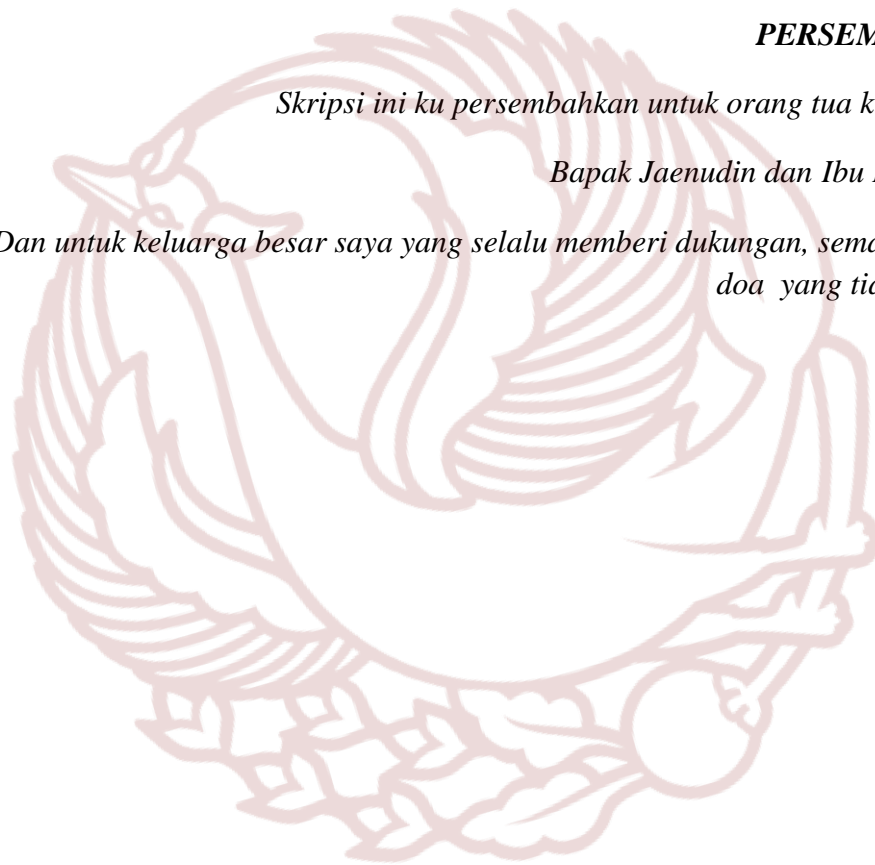 PERSEM
Skripsi ini ku persembahkan untuk orang tua k
Bapak Jaenudin dan Ibu
Dan untuk keluarga besar saya yang selalu memberi dukungan, sema
doa yang tid